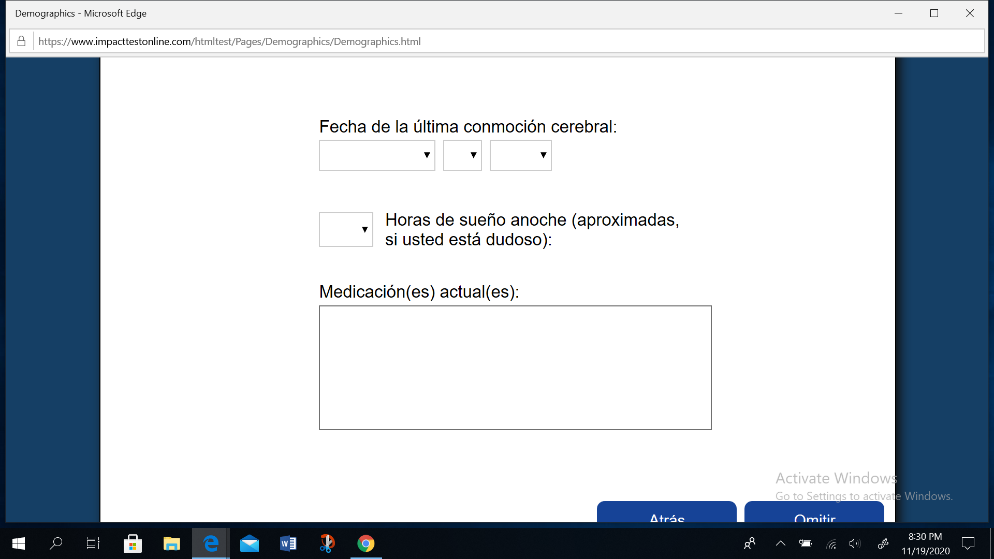 Demographics - Microsoft Edge
https://www.impacttestonline.com/htmltest/Pages/Demographics/Demographics.html
Fecha de la última conmoción cerebral:
Horas de sueño anoche (aproximadas,
si usted está dudoso):
Medicación(es) actual(es):
Activate Windows
Go to Settings to activate Windows.
Atrás
Omitir
8:30 PM
11/19/2020